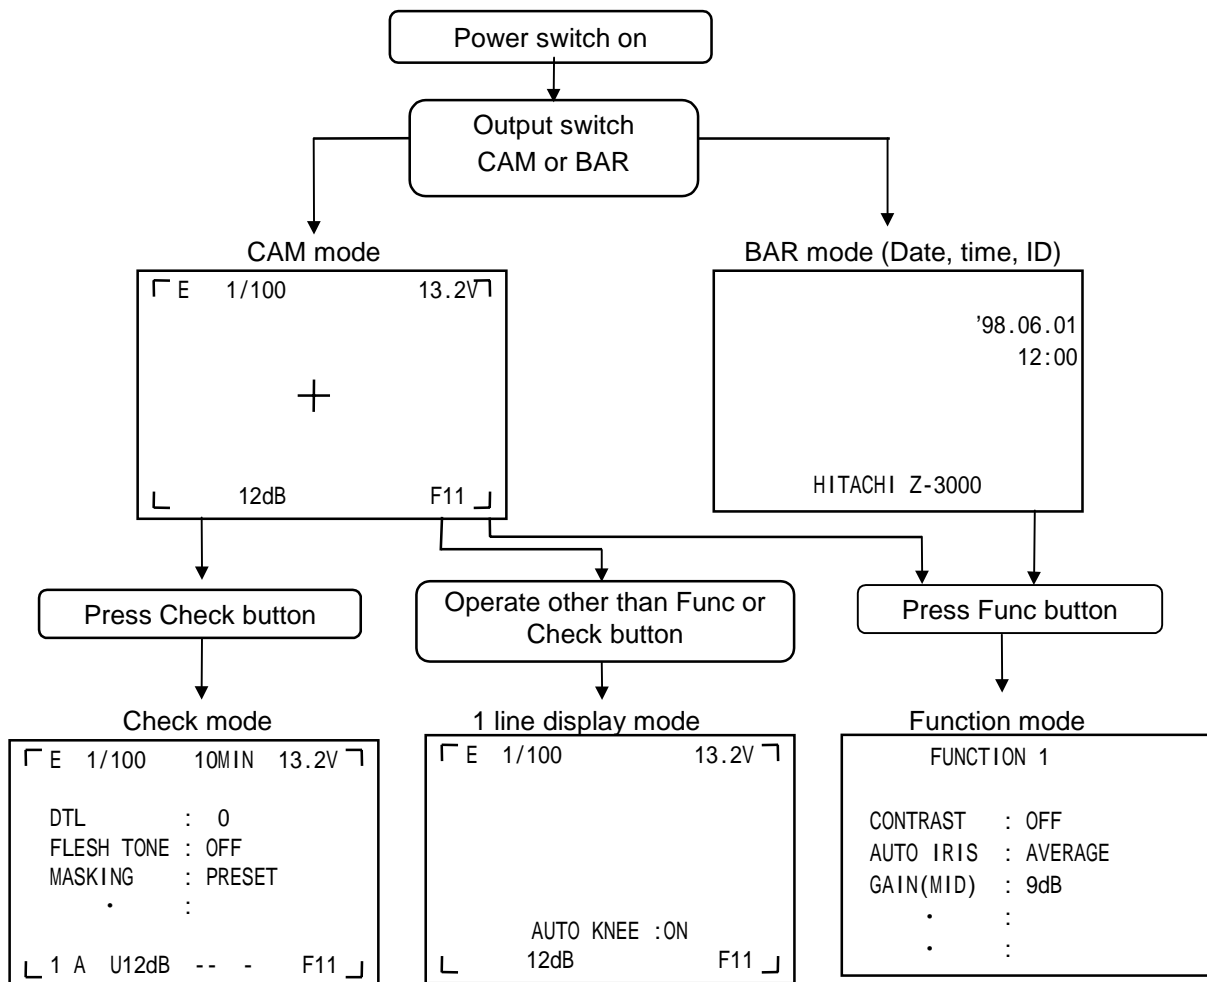 Power switch on
Output switch
CAM or BAR
CAM mode
E 1/100 13.2V
12dB F11
BAR mode (Date, time, ID)
'98.06.01
12:00
HITACHI Z-3000
Press Check button
Operate other than Func or
Check button
Press Func button
Check mode
E 1/100 10MIN 13.2V
DTL : 0
FLESH TONE : OFF
MASKING : PRESET
・ :
1 A U12dB -- - F11
1 line display mode
E 1/100 13.2V
AUTO KNEE :ON
12dB F11
Function mode
FUNCTION 1
CONTRAST : OFF
AUTO IRIS : AVERAGE
GAIN(MID) : 9dB
・ :
・ :